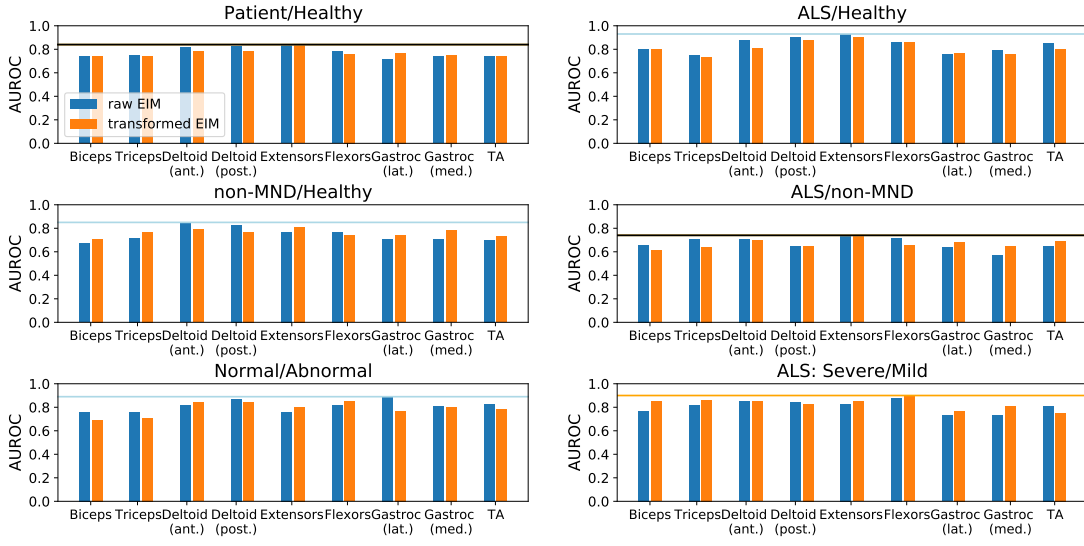 Patient/Healthy
1.0
0.8
0.6
0.4
0.2
0.0
AUROC
raw EIM
transformed EIM
Biceps Triceps Deltoid (ant.) Deltoid (post.) Extensors Flexors Gastroc (lat.) Gastroc (med.) TA
ALS/Healthy
1.0
0.8
0.6
0.4
0.2
0.0
AUROC
Biceps Triceps Deltoid (ant.) Deltoid (post.) Extensors Flexors Gastroc (lat.) Gastroc (med.) TA
non-MND/Healthy
1.0
0.8
0.6
0.4
0.2
0.0
AUROC
Biceps Triceps Deltoid (ant.) Deltoid (post.) Extensors Flexors Gastroc (lat.) Gastroc (med.) TA
ALS/non-MND
1.0
0.8
0.6
0.4
0.2
0.0
AUROC
Biceps Triceps Deltoid (ant.) Deltoid (post.) Extensors Flexors Gastroc (lat.) Gastroc (med.) TA
Normal/Abnormal
1.0
0.8
0.6
0.4
0.2
0.0
AUROC
Biceps Triceps Deltoid (ant.) Deltoid (post.) Extensors Flexors Gastroc (lat.) Gastroc (med.) TA
ALS: Severe/Mild
1.0
0.8
0.6
0.4
0.2
0.0
AUROC
Biceps Triceps Deltoid (ant.) Deltoid (post.) Extensors Flexors Gastroc (lat.) Gastroc (med.) TA